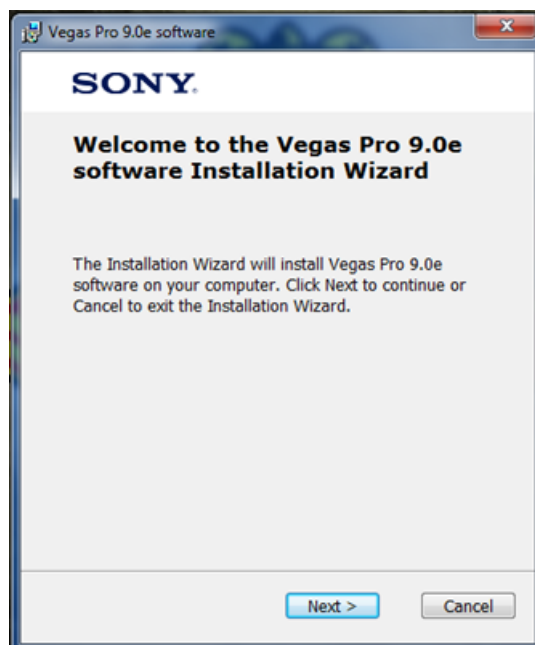 Vegas Pro 9.0e software
SONY.
Welcome to the Vegas Pro 9.0e
software Installation Wizard
The Installation Wizard will install Vegas Pro 9.0e
software on your computer. Click Next to continue or
Cancel to exit the Installation Wizard.
Next > Cancel